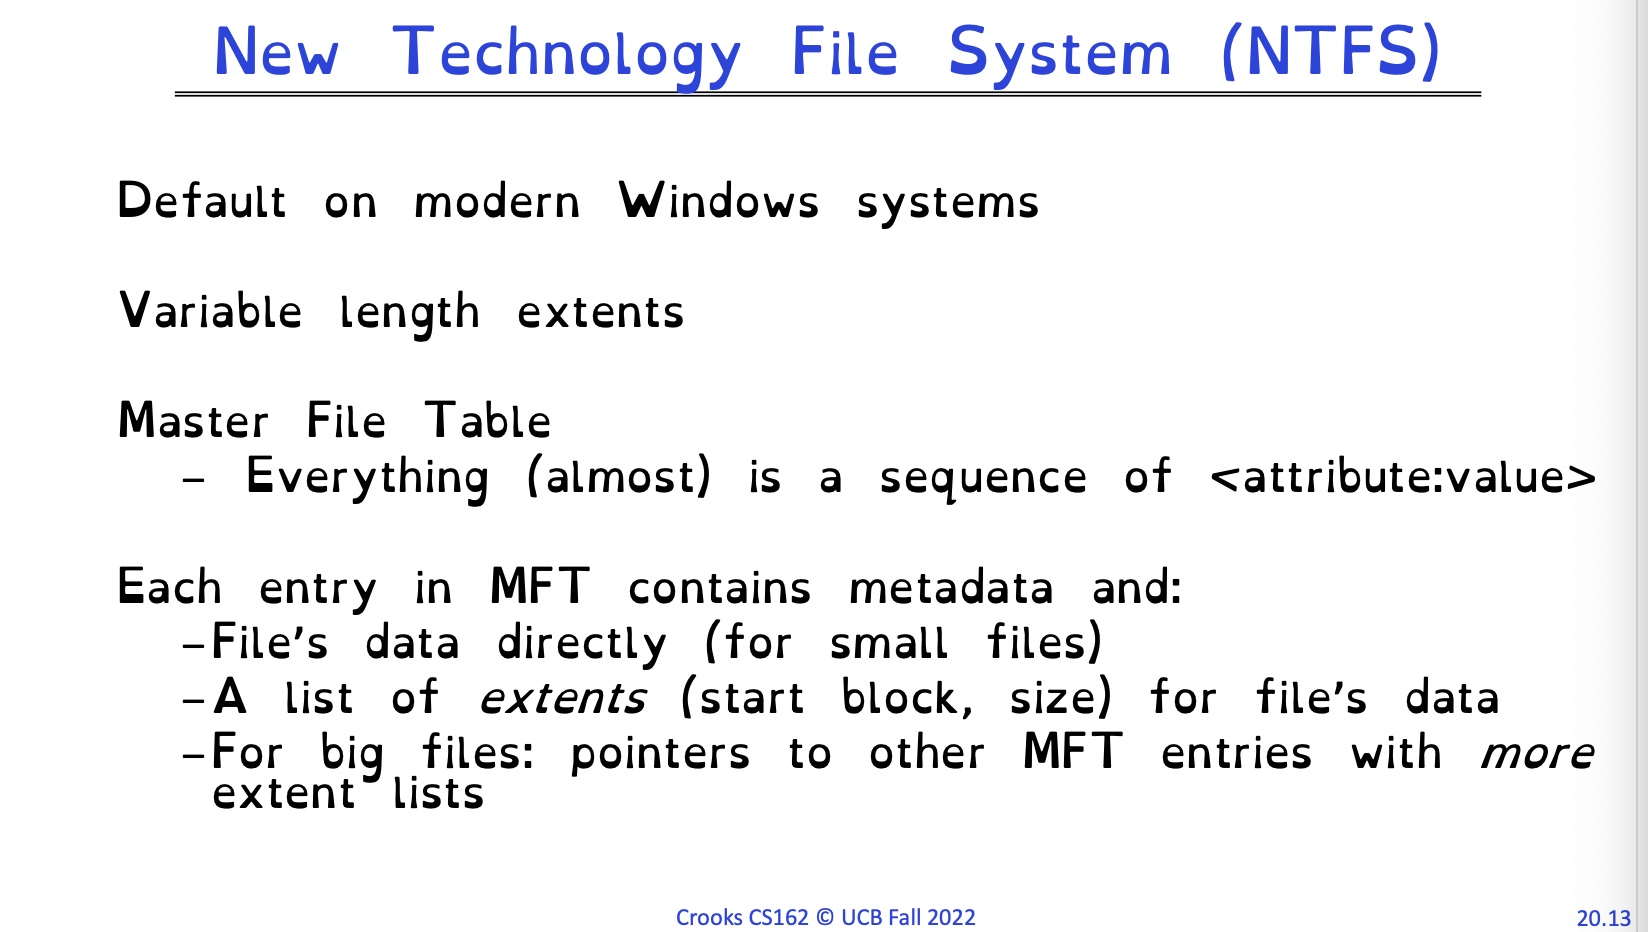 New Technology File System (NTFS)
Default on modern Windows systems
Variable length extents
Master File Table
– Everything (almost) is a sequence of <attribute:value>
Each entry in MFT contains metadata and:
–File's data directly (for small files)
–A list of extents (start block, size) for file's data
–For big files: pointers to other MFT entries with more
extent lists
Crooks CS162 © UCB Fall 2022
20.13